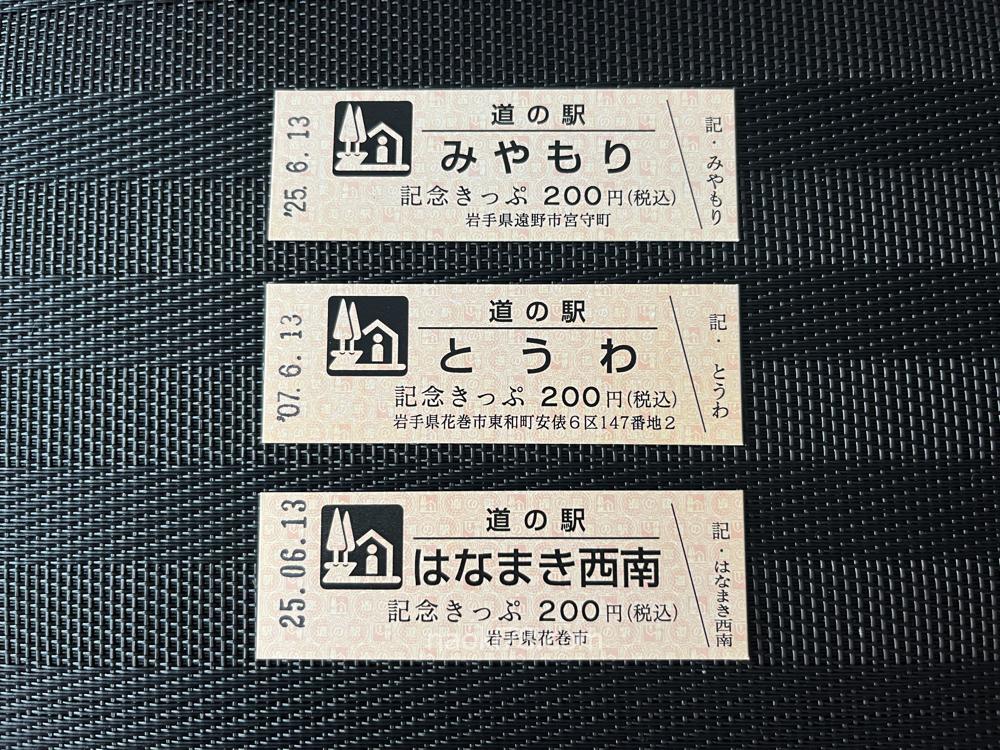 '25. 6. 13
道の駅
みやもり
記念きっぷ 200円(税込)
岩手県遠野市宮守町
記・みやもり
'07. 6. 13
道の駅
とうわ
記念きっぷ 200円(税込)
岩手県花巻市東和町安俵6区147番地2
記・とうわ
25. 06. 13
道の駅
はなまき西南
記念きっぷ 200円(税込)
岩手県花巻市
記・はなまき西南